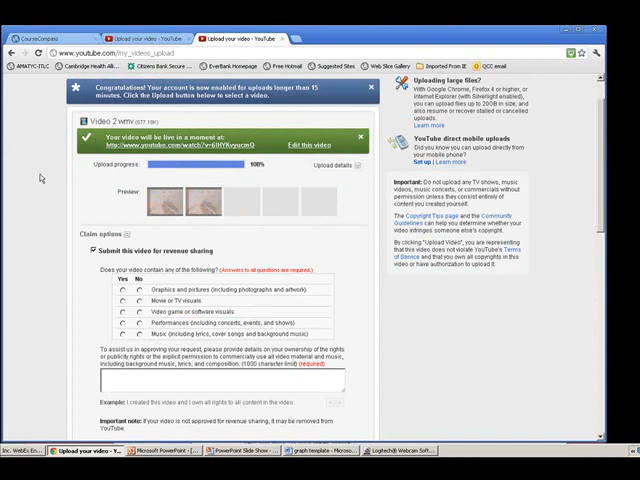 CourseCompass
Upload your video - YouTube
Upload your video - YouTube
www.youtube.com/my_videos_upload
AMATYC-ITLC
Cambridge Health All...
Citizens Bank Secure ...
EverBank Homepage
Free Hotmail
Suggested Sites
Web Slice Gallery
Imported From IE
QCC email
Congratulations! Your account is now enabled for uploads longer than 15
minutes. Click the Upload button below to select a video.
Video 2.wmv (677.18K)
Your video will be live in a moment at:
Edit this video
Upload progress:
100%
Upload details
Preview:
Claim options
Submit this video for revenue sharing
Does your video contain any of the following? (Answers to all questions are required.)
Yes No
Graphics and pictures (including photographs and artwork)
Movie or TV visuals
Video game or software visuals
Performances (including concerts, events, and shows)
Music (including lyrics, cover songs and background music)
To assist us in approving your request, please provide details on your ownership of the rights
or publicity rights or the explicit permission to commercially use all video material and music,
including background music, lyrics, and composition. (1000 character limit) (required)
Example: I created this video and I own all rights to all content in the video.
Important note: If your video is not approved for revenue sharing, it may be removed from
YouTube.
Uploading large files?
With Google Chrome, Firefox 4 or higher, or
Internet Explorer (with Silverlight enabled),
you can upload files up to 20GB in size, and
also resume or recover stalled or cancelled
uploads.
Learn more
YouTube direct mobile uploads
Did you know you can upload directly from
your mobile phone?
Set up | Learn more
Important: Do not upload any TV shows, music
videos, music concerts, or commercials without
permission unless they consist entirely of
content you created yourself.
The Copyright Tips page and the Community
Guidelines can help you determine whether your
video infringes someone else's copyright.
By clicking "Upload Video", you are representing
that this video does not violate YouTube's Terms
of Service and that you own all copyrights in this
video or have authorization to upload it.
Inc. WebEx En...
Upload your video - Y...
Microsoft PowerPoint - [...
PowerPoint Slide Show - ...
graph template - Microso...
Logitech® Webcam Soft...